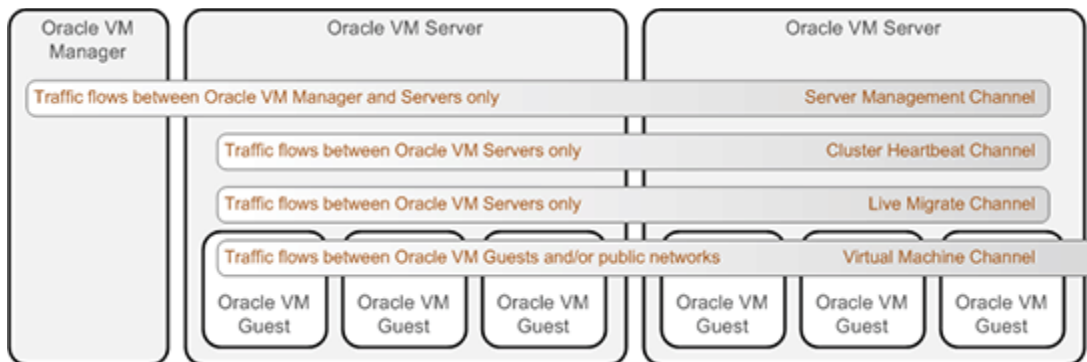 Oracle VM
Manager
Oracle VM Server
Oracle VM Server
Traffic flows between Oracle VM Manager and Servers only
Server Management Channel
Traffic flows between Oracle VM Servers only
Cluster Heartbeat Channel
Traffic flows between Oracle VM Servers only
Live Migrate Channel
Traffic flows between Oracle VM Guests and/or public networks
Virtual Machine Channel
Oracle VM
Guest
Oracle VM
Guest
Oracle VM
Guest
Oracle VM
Guest
Oracle VM
Guest
Oracle VM
Guest